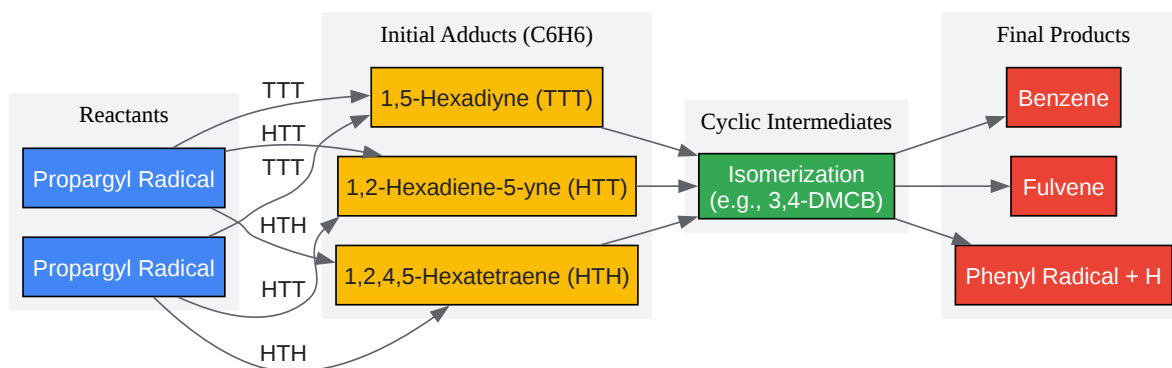 Reactants
Propargyl Radical
Propargyl Radical
TTT
HTT
TTT
HTH
HTT
HTH
Initial Adducts (C6H6)
1,5-Hexadiyne (TTT)
1,2-Hexadiene-5-yne (HTT)
1,2,4,5-Hexatetraene (HTH)
Cyclic Intermediates
Isomerization
(e.g., 3,4-DMCB)
Final Products
Benzene
Fulvene
Phenyl Radical + H